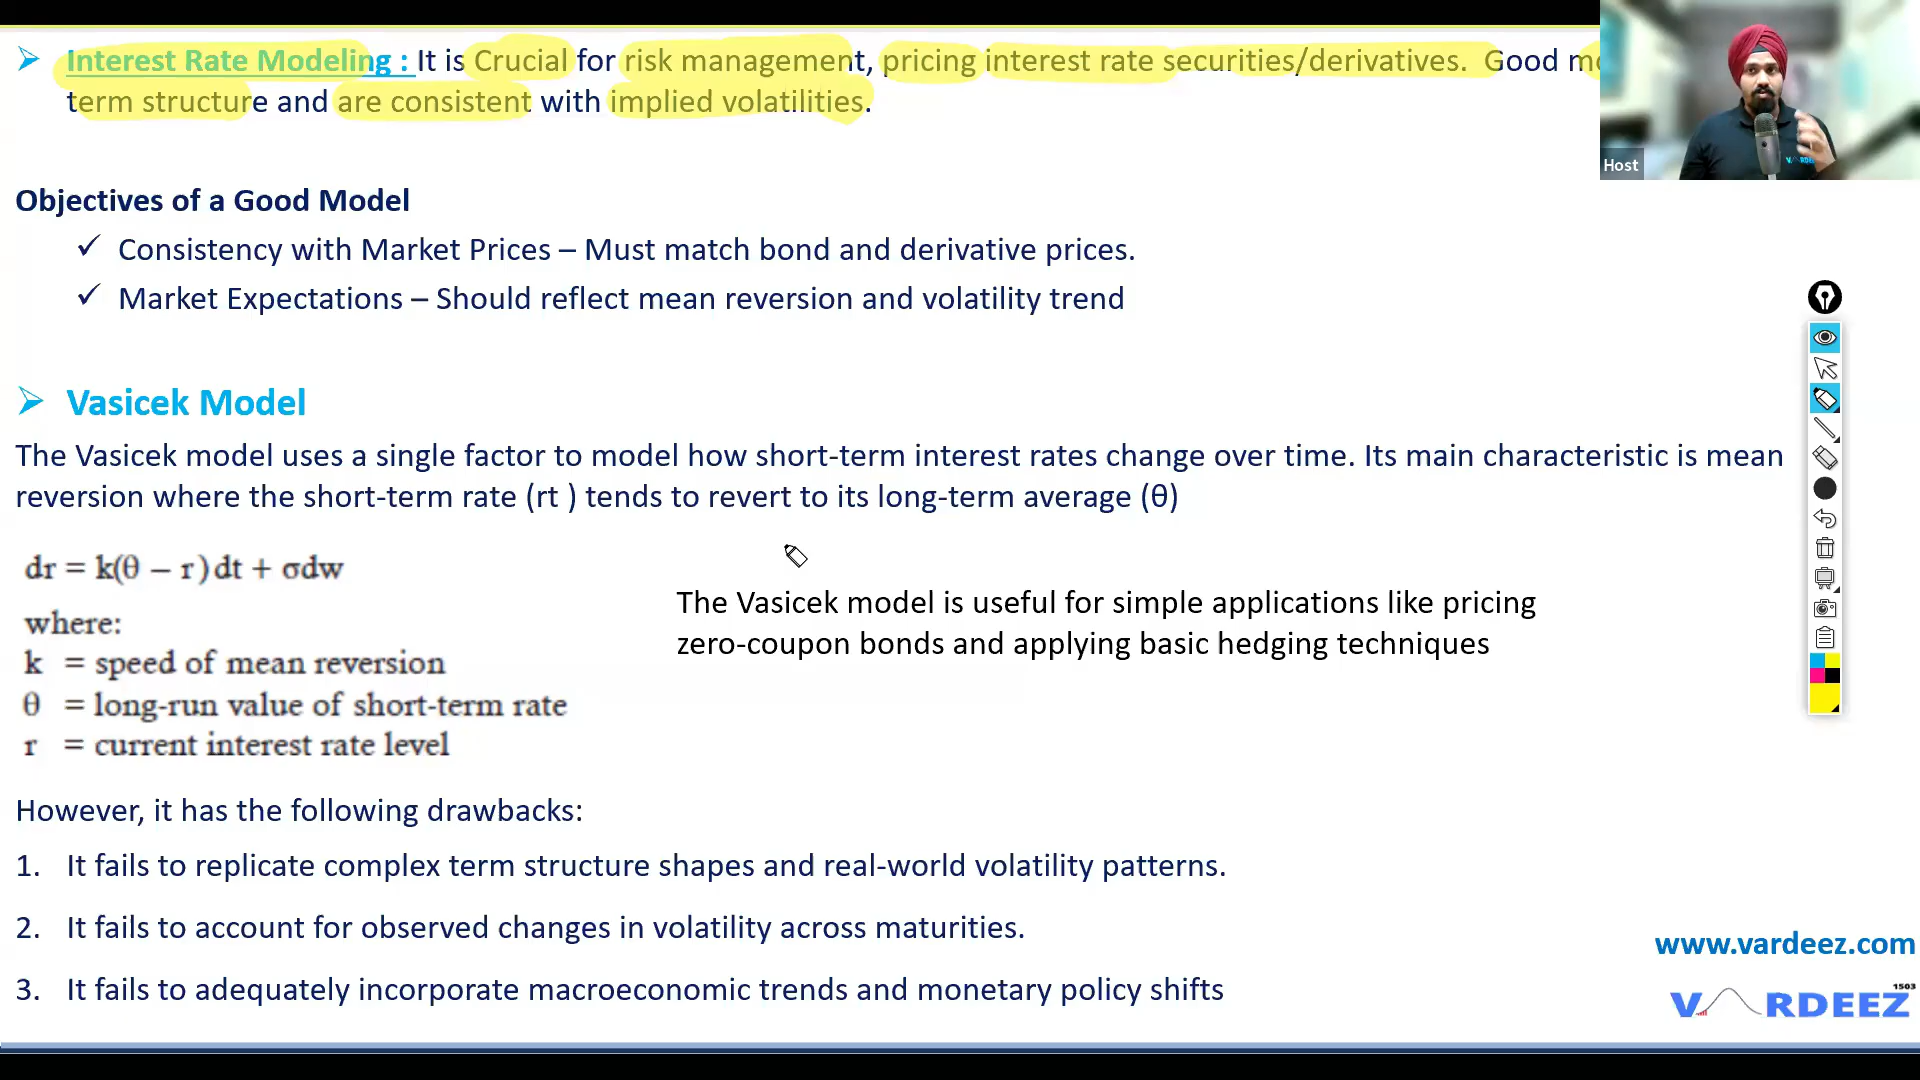 Interest Rate Modeling : It is Crucial for risk management, pricing interest rate securities/derivatives. Good
term structure and are consistent with implied volatilities.
Host
Objectives of a Good Model
✓ Consistency with Market Prices – Must match bond and derivative prices.
✓ Market Expectations – Should reflect mean reversion and volatility trend
Vasicek Model
The Vasicek model uses a single factor to model how short-term interest rates change over time. Its main characteristic is mean
reversion where the short-term rate (rt ) tends to revert to its long-term average (θ)
dr = k(θ – r)dt + σdw
where:
k = speed of mean reversion
θ = long-run value of short-term rate
r = current interest rate level
The Vasicek model is useful for simple applications like pricing
zero-coupon bonds and applying basic hedging techniques
However, it has the following drawbacks:
1. It fails to replicate complex term structure shapes and real-world volatility patterns.
2. It fails to account for observed changes in volatility across maturities.
3. It fails to adequately incorporate macroeconomic trends and monetary policy shifts
www.vardeez.com
1503
VARDEEZ